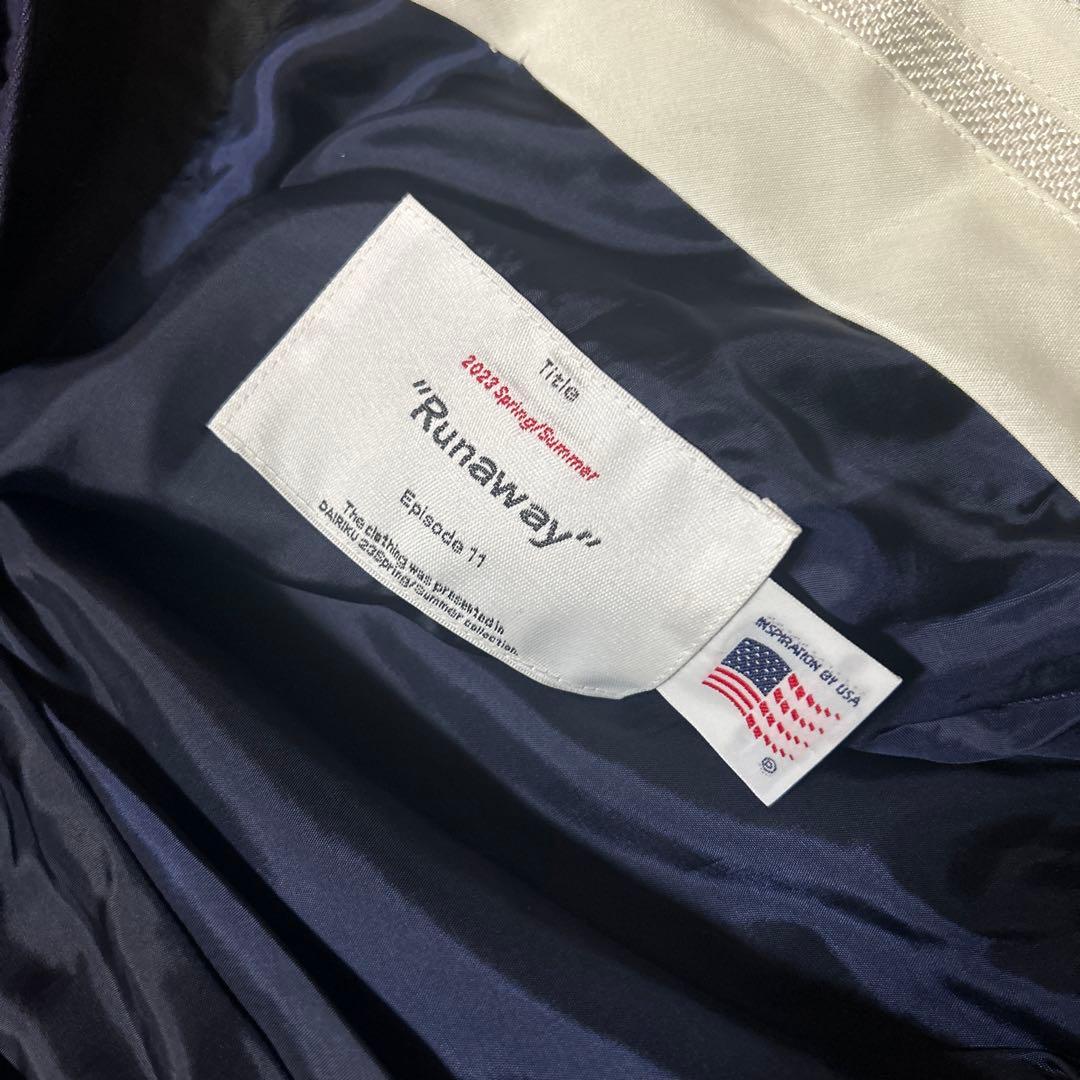 Title
2023 Spring/Summer
"Runaway"
Episode 11
The clothing was presented in
DAIRIKU 23Spring/Summer collection.
INSPIRATION BY USA